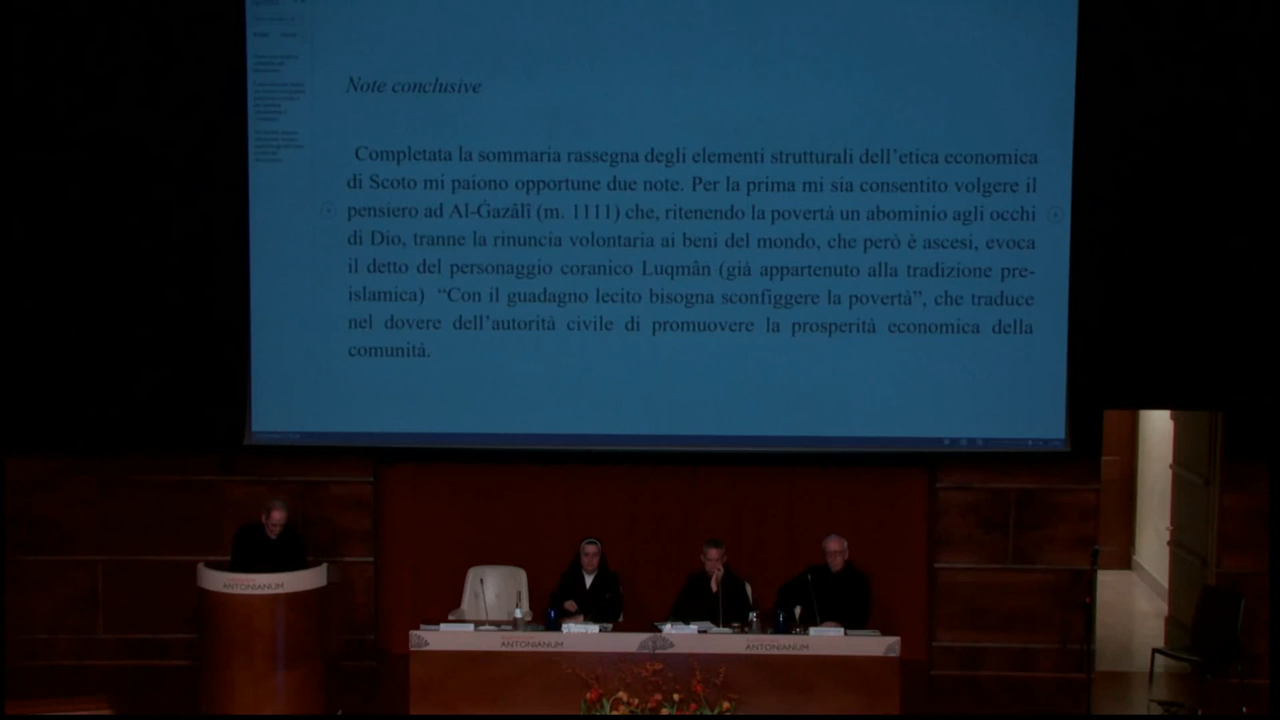 Note conclusive
Completata la sommaria rassegna degli elementi strutturali dell’etica economica
di Scoto mi paiono opportune due note. Per la prima mi sia consentito volgere il
pensiero ad Al-Ġazâlî (m. 1111) che, ritenendo la povertà un abominio agli occhi
di Dio, tranne la rinuncia volontaria ai beni del mondo, che però è ascesi, evoca
il detto del personaggio coranico Luqmân (già appartenuto alla tradizione pre-
islamica) “Con il guadagno lecito bisogna sconfiggere la povertà”, che traduce
nel dovere dell’autorità civile di promuovere la prosperità economica della
comunità.
ANTONIANUM
ANTONIANUM
ANTONIANUM